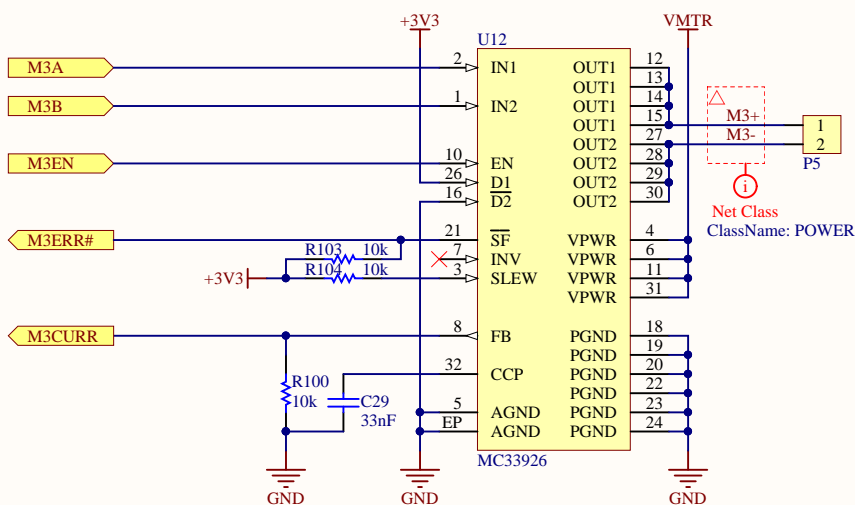 +3V3
VMTR
U12
M3A
2
IN1
OUT1
12
OUT1
13
M3B
1
IN2
OUT1
14
OUT1
15
M3+
1
OUT2
27
M3-
2
M3EN
10
EN
OUT2
28
P5
26
D1
OUT2
29
16
D2
OUT2
30
i
Net Class
ClassName: POWER
M3ERR#
21
SF
VPWR
4
R103
10k
7
INV
VPWR
6
+3V3
R104
10k
3
SLEW
VPWR
11
VPWR
31
M3CURR
8
FB
PGND
18
PGND
19
32
CCP
PGND
20
R100
10k
PGND
22
C29
33nF
5
AGND
PGND
23
EP
AGND
PGND
24
MC33926
GND
GND
GND